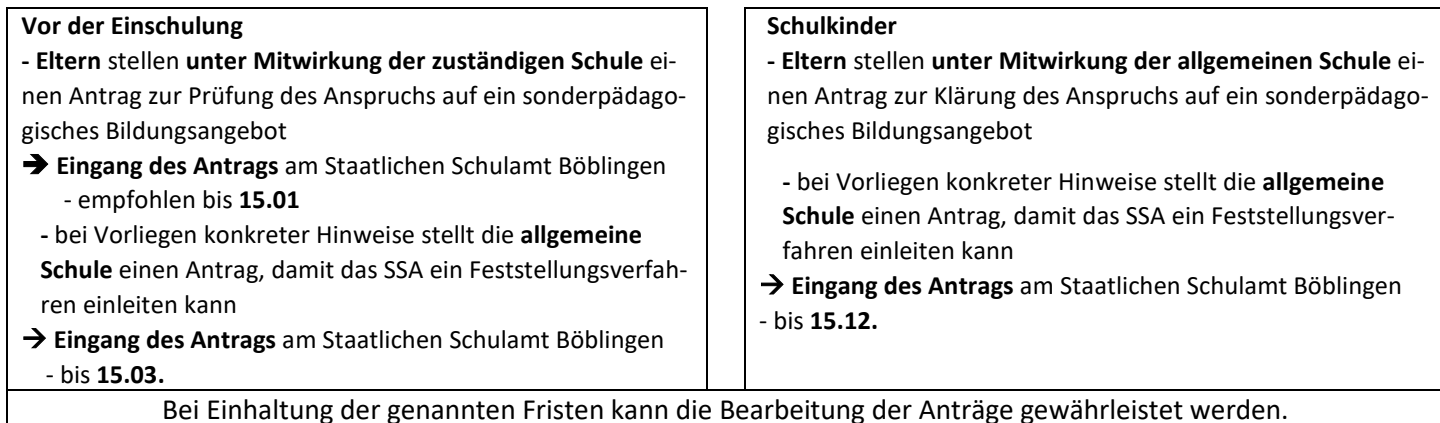 Vor der Einschulung
- Eltern stellen unter Mitwirkung der zuständigen Schule ei-
nen Antrag zur Prüfung des Anspruchs auf ein sonderpädago-
gisches Bildungsangebot
➔ Eingang des Antrags am Staatlichen Schulamt Böblingen
- empfohlen bis 15.01
- bei Vorliegen konkreter Hinweise stellt die allgemeine
Schule einen Antrag, damit das SSA ein Feststellungsverfah-
ren einleiten kann
→ Eingang des Antrags am Staatlichen Schulamt Böblingen
- bis 15.03.
Schulkinder
- Eltern stellen unter Mitwirkung der allgemeinen Schule ei-
nen Antrag zur Klärung des Anspruchs auf ein sonderpädago-
gisches Bildungsangebot
- bei Vorliegen konkreter Hinweise stellt die allgemeine
Schule einen Antrag, damit das SSA ein Feststellungsver-
fahren einleiten kann
→ Eingang des Antrags am Staatlichen Schulamt Böblingen
- bis 15.12.
Bei Einhaltung der genannten Fristen kann die Bearbeitung der Anträge gewährleistet werden.